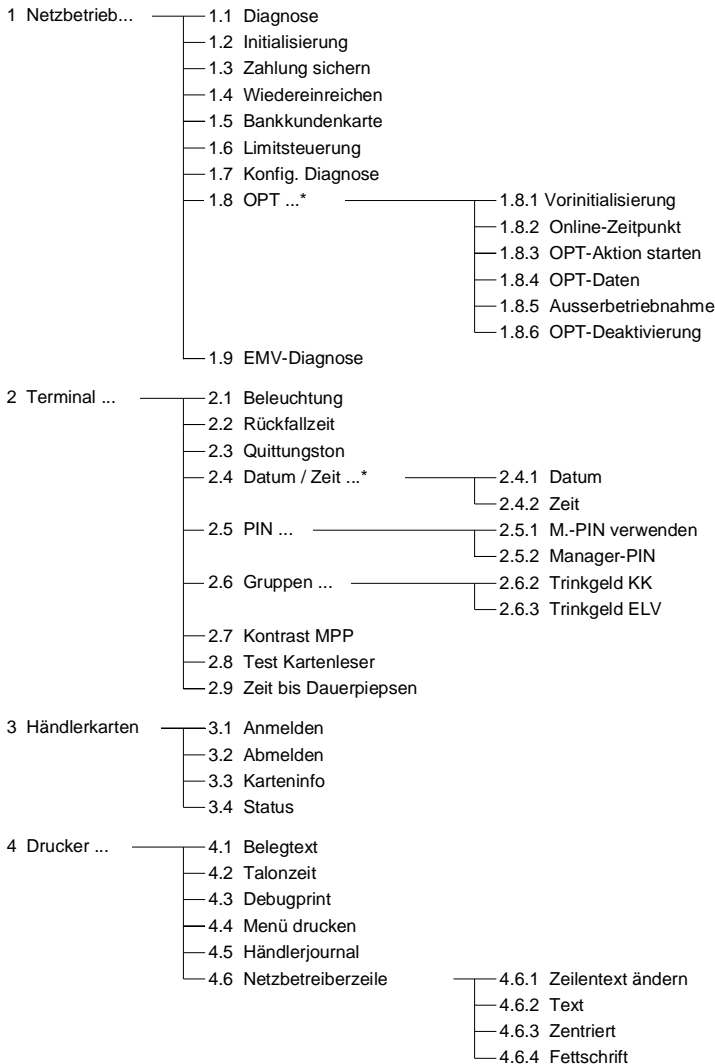 1 Netzbetrieb... 1.1 Diagnose
1.2 Initialisierung
1.3 Zahlung sichern
1.4 Wiedereinreichen
1.5 Bankkundenkarte
1.6 Limitsteuerung
1.7 Konfig. Diagnose
1.8 OPT ...* 1.8.1 Vorinitialisierung
1.8.2 Online-Zeitpunkt
1.8.3 OPT-Aktion starten
1.8.4 OPT-Daten
1.8.5 Ausserbetriebnahme
1.8.6 OPT-Deaktivierung
1.9 EMV-Diagnose
2 Terminal ... 2.1 Beleuchtung
2.2 Rückfallzeit
2.3 Quittungston
2.4 Datum / Zeit ...* 2.4.1 Datum
2.4.2 Zeit
2.5 PIN ... 2.5.1 M.-PIN verwenden
2.5.2 Manager-PIN
2.6 Gruppen ... 2.6.2 Trinkgeld KK
2.6.3 Trinkgeld ELV
2.7 Kontrast MPP
2.8 Test Kartenleser
2.9 Zeit bis Dauerpiepsen
3 Händlerkarten 3.1 Anmelden
3.2 Abmelden
3.3 Karteninfo
3.4 Status
4 Drucker ... 4.1 Belegtext
4.2 Talonzeit
4.3 Debugprint
4.4 Menü drucken
4.5 Händlerjournal
4.6 Netzbetreiberzeile 4.6.1 Zeilentext ändern
4.6.2 Text
4.6.3 Zentriert
4.6.4 Fettschrift